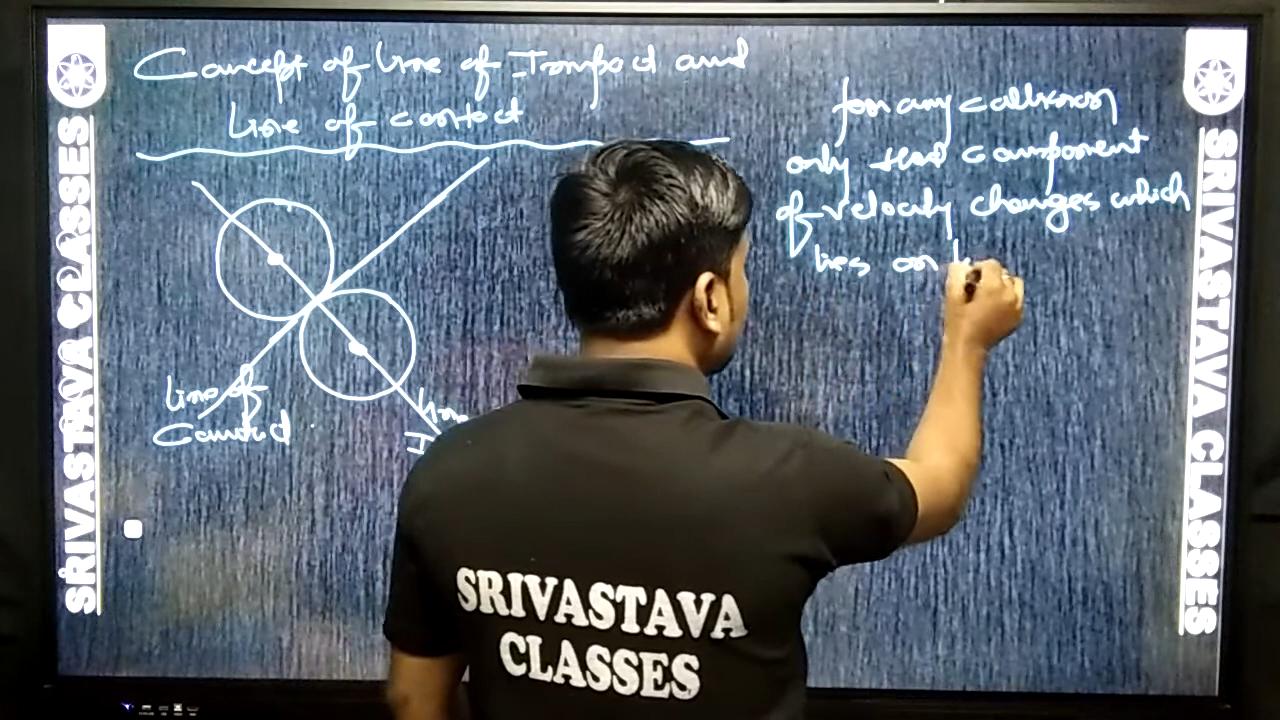 Concept of Line of Impact and
Line of contact
for any collision
only that component
of velocity changes which
lies on
Line of
Contact
Line
I
SRIVASTAVA CLASSES
SRIVASTAVA CLASSES
SRIVASTAVA
CLASSES